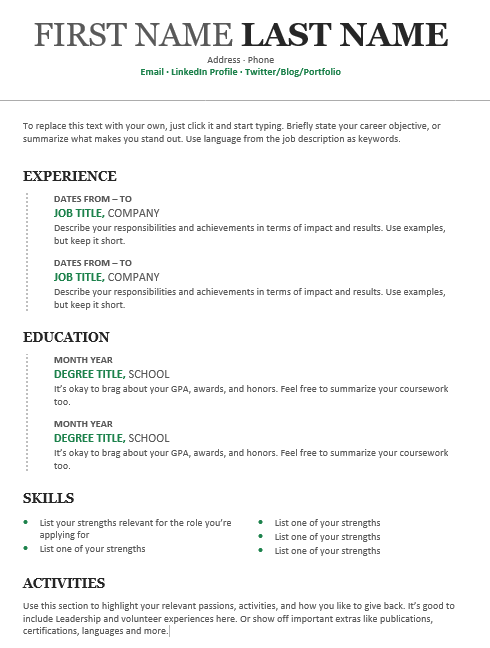 FIRST NAME LAST NAME
Address · Phone
Email · LinkedIn Profile · Twitter/Blog/Portfolio
To replace this text with your own, just click it and start typing. Briefly state your career objective, or
summarize what makes you stand out. Use language from the job description as keywords.
EXPERIENCE
DATES FROM – TO
JOB TITLE, COMPANY
Describe your responsibilities and achievements in terms of impact and results. Use examples,
but keep it short.
DATES FROM – TO
JOB TITLE, COMPANY
Describe your responsibilities and achievements in terms of impact and results. Use examples,
but keep it short.
EDUCATION
MONTH YEAR
DEGREE TITLE, SCHOOL
It’s okay to brag about your GPA, awards, and honors. Feel free to summarize your coursework
too.
MONTH YEAR
DEGREE TITLE, SCHOOL
It’s okay to brag about your GPA, awards, and honors. Feel free to summarize your coursework
too.
SKILLS
• List your strengths relevant for the role you’re
applying for
• List one of your strengths
• List one of your strengths
• List one of your strengths
• List one of your strengths
ACTIVITIES
Use this section to highlight your relevant passions, activities, and how you like to give back. It’s good to
include Leadership and volunteer experiences here. Or show off important extras like publications,
certifications, languages and more.